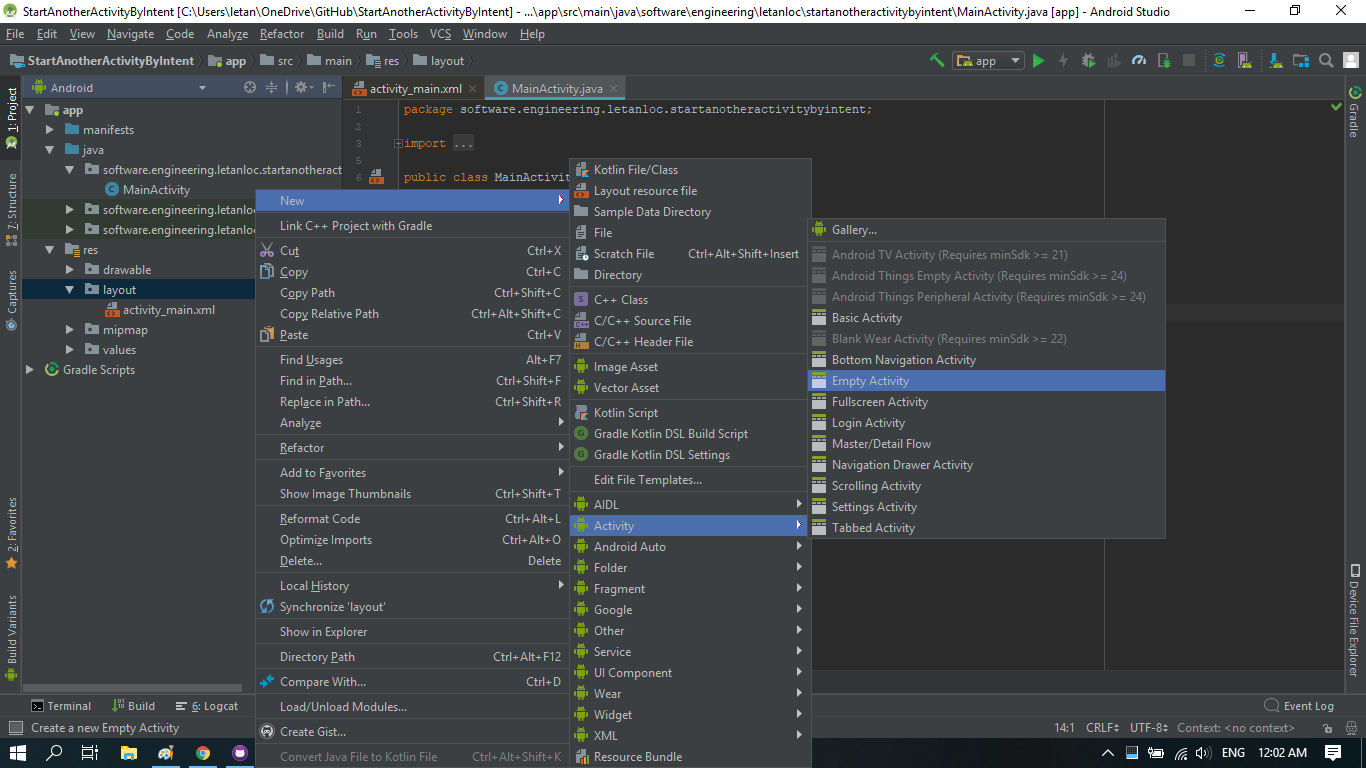 StartAnotherActivityByIntent [C:\Users\letan\OneDrive\GitHub\StartAnotherActivityByIntent] - ...\app\src\main\java\software\engineering\letanloc\startanotheractivitybyintent\MainActivity.java [app] - Android Studio
File Edit View Navigate Code Analyze Refactor Build Run Tools VCS Window Help
StartAnotherActivityByIntent app src main res layout
app
1: Project
7: Structure
Captures
2: Favorites
Build Variants
Android
app
manifests
java
software.engineering.letanloc.startanotheract
MainActivity
software.engineering.letanloc
software.engineering.letanloc
res
drawable
layout
activity_main.xml
mipmap
values
Gradle Scripts
activity_main.xml MainActivity.java
1 package software.engineering.letanloc.startanotheractivitybyintent;
2
3 import ...
5
6 public class MainActivit
New
Link C++ Project with Gradle
Cut Ctrl+X
Copy Ctrl+C
Copy Path Ctrl+Shift+C
Copy Relative Path Ctrl+Alt+Shift+C
Paste Ctrl+V
Find Usages Alt+F7
Find in Path... Ctrl+Shift+F
Replace in Path... Ctrl+Shift+R
Analyze
Refactor
Add to Favorites
Show Image Thumbnails Ctrl+Shift+T
Reformat Code Ctrl+Alt+L
Optimize Imports Ctrl+Alt+O
Delete... Delete
Local History
Synchronize 'layout'
Show in Explorer
Directory Path Ctrl+Alt+F12
Compare With... Ctrl+D
Load/Unload Modules...
Create Gist...
Convert Java File to Kotlin File Ctrl+Alt+Shift+K
Kotlin File/Class
Layout resource file
Sample Data Directory
File
Scratch File Ctrl+Alt+Shift+Insert
Directory
C++ Class
C/C++ Source File
C/C++ Header File
Image Asset
Vector Asset
Kotlin Script
Gradle Kotlin DSL Build Script
Gradle Kotlin DSL Settings
Edit File Templates...
AIDL
Activity
Android Auto
Folder
Fragment
Google
Other
Service
UI Component
Wear
Widget
XML
Resource Bundle
Gallery...
Android TV Activity (Requires minSdk >= 21)
Android Things Empty Activity (Requires minSdk >= 24)
Android Things Peripheral Activity (Requires minSdk >= 24)
Basic Activity
Blank Wear Activity (Requires minSdk >= 22)
Bottom Navigation Activity
Empty Activity
Fullscreen Activity
Login Activity
Master/Detail Flow
Navigation Drawer Activity
Scrolling Activity
Settings Activity
Tabbed Activity
Gradle
Device File Explorer
Terminal Build 6: Logcat Event Log
Create a new Empty Activity 14:1 CRLF UTF-8 Context: <no context>
ENG 12:02 AM